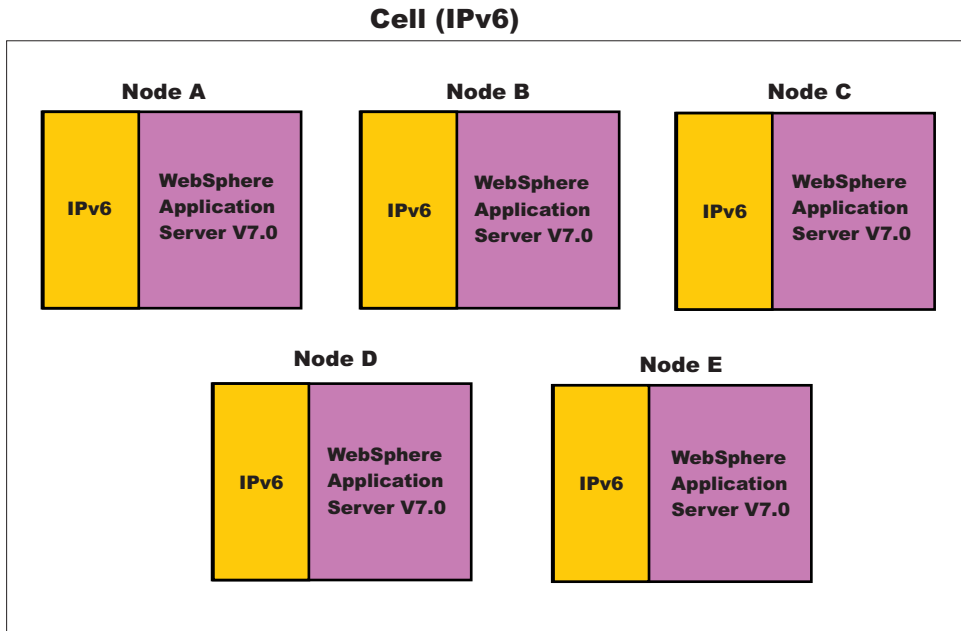 Cell (IPv6)
Node A
Node B
Node C
IPv6
WebSphere
Application
Server V7.0
IPv6
WebSphere
Application
Server V7.0
IPv6
WebSphere
Application
Server V7.0
Node D
Node E
IPv6
WebSphere
Application
Server V7.0
IPv6
WebSphere
Application
Server V7.0